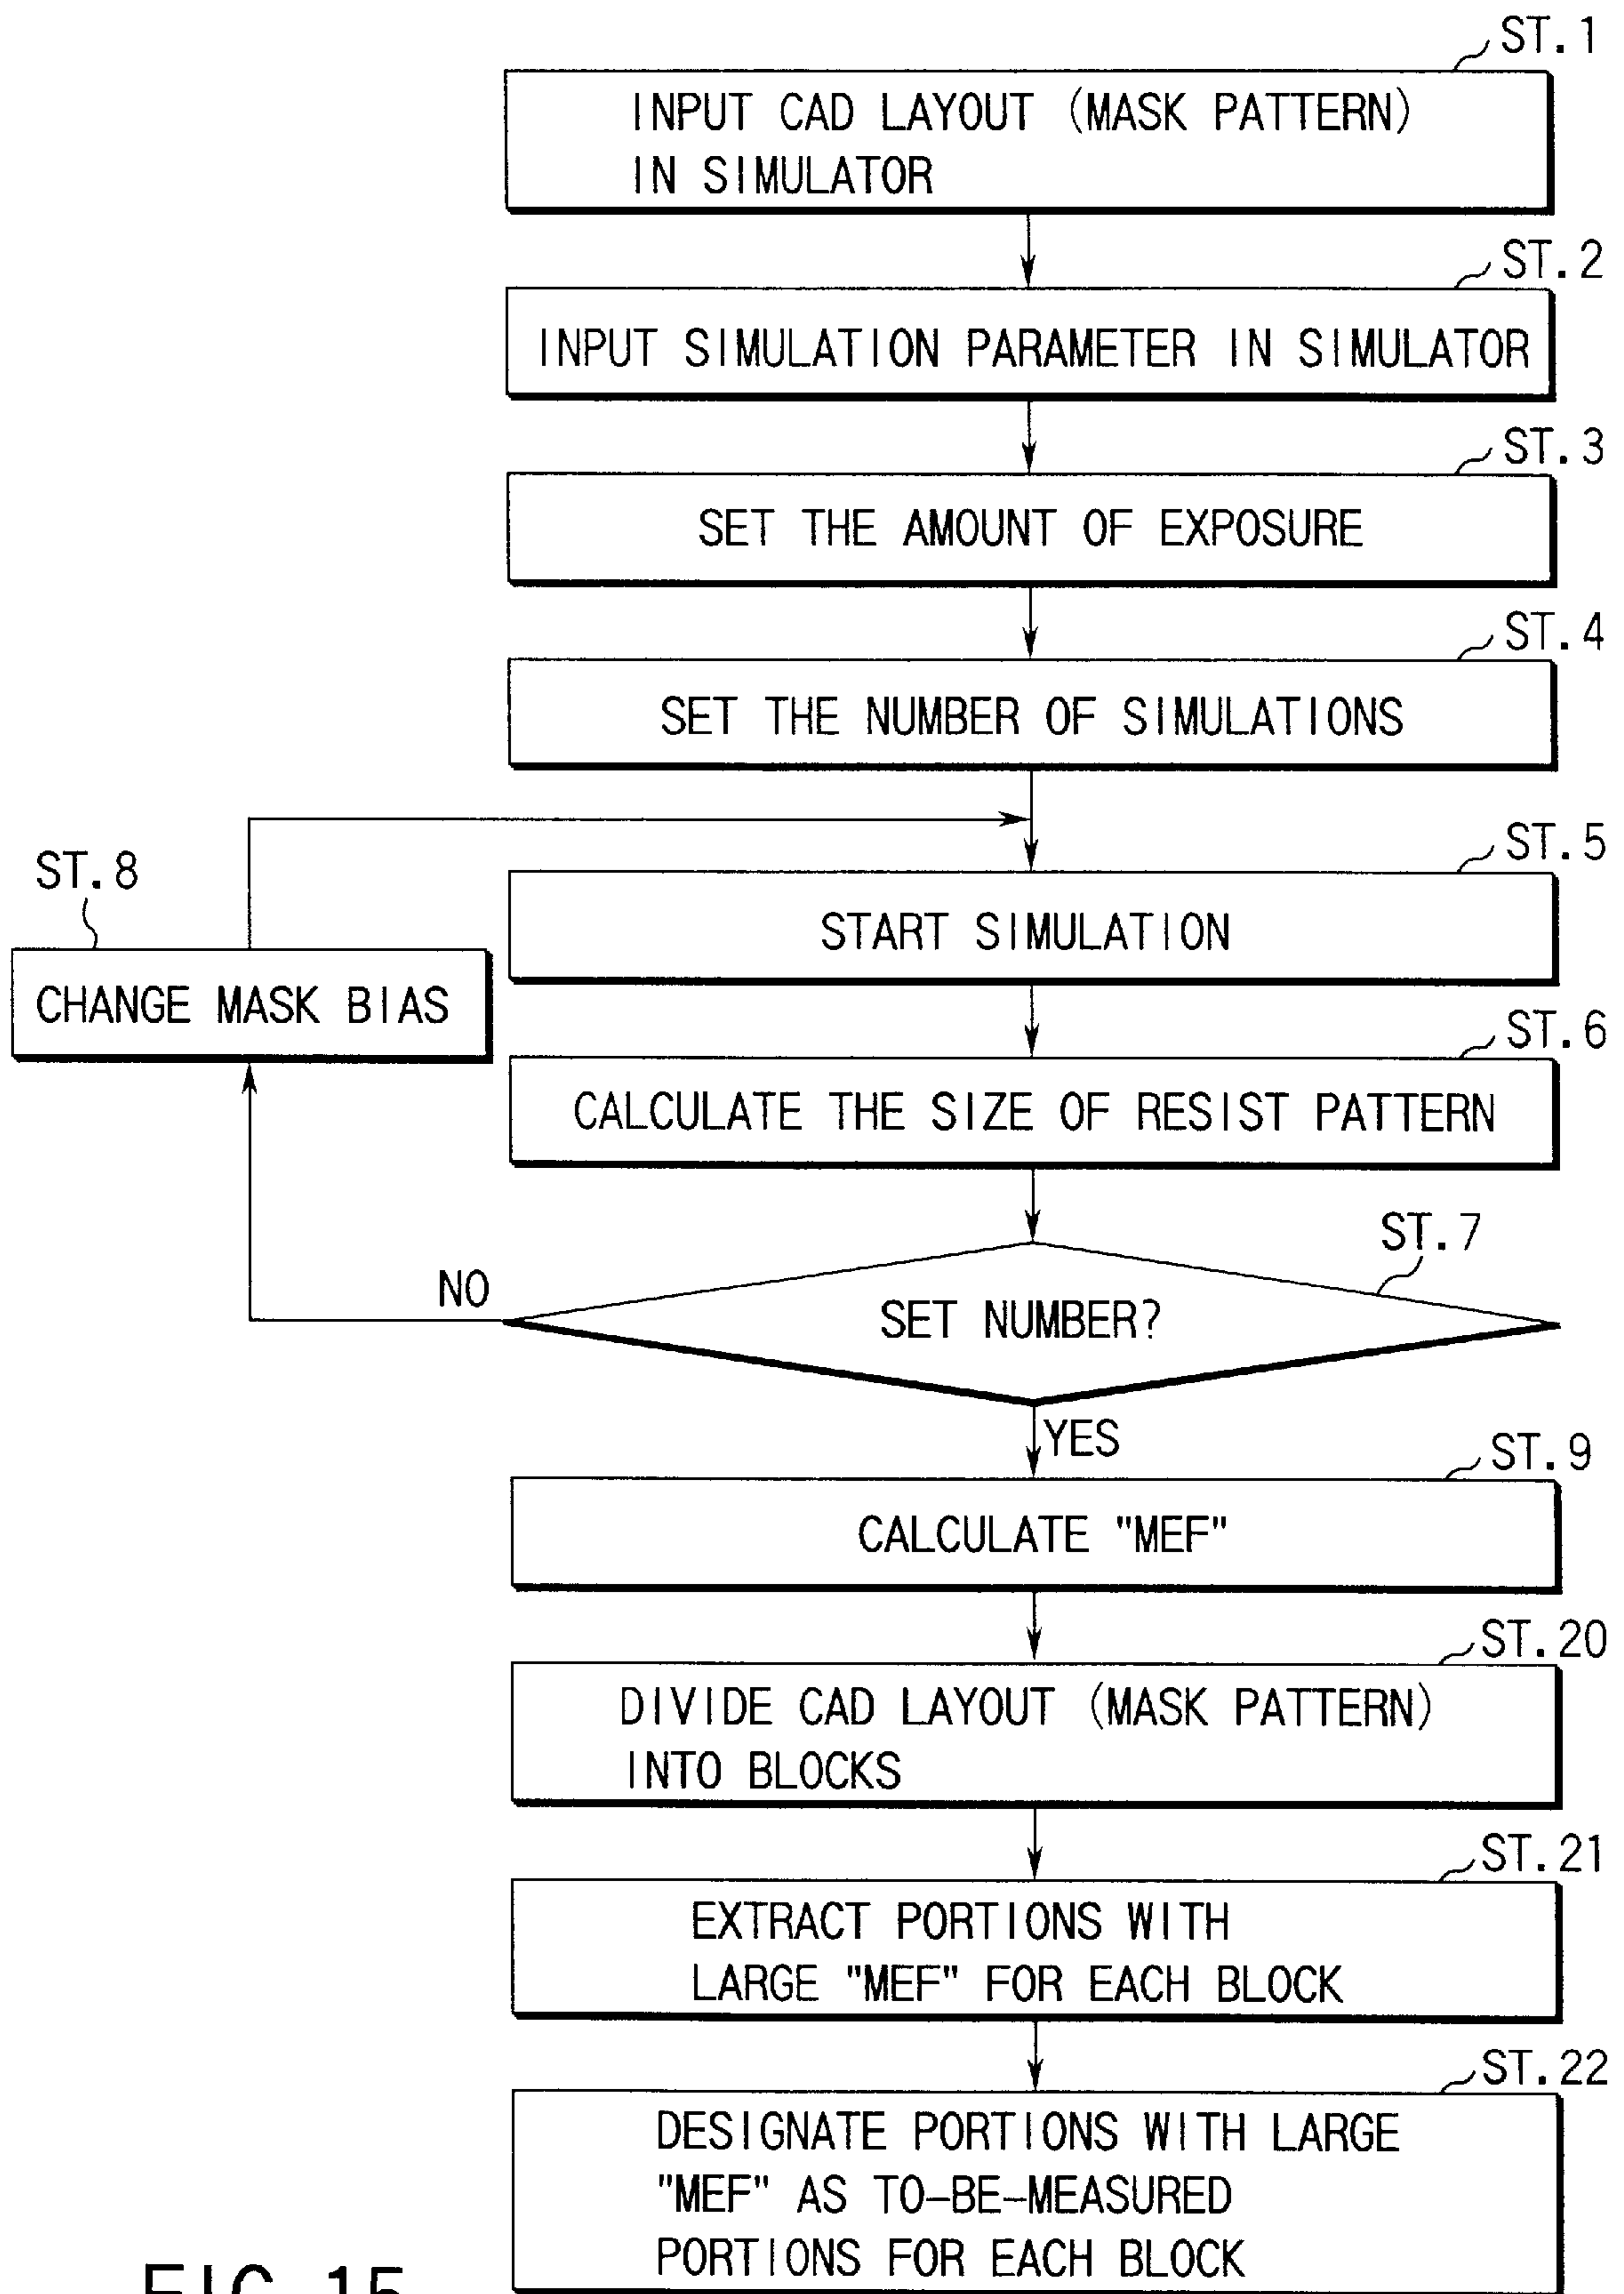 ST.1
INPUT CAD LAYOUT (MASK PATTERN)
IN SIMULATOR
ST.2
INPUT SIMULATION PARAMETER IN SIMULATOR
ST.3
SET THE AMOUNT OF EXPOSURE
ST.4
SET THE NUMBER OF SIMULATIONS
ST.5
START SIMULATION
ST.8
CHANGE MASK BIAS
ST.6
CALCULATE THE SIZE OF RESIST PATTERN
ST.7
SET NUMBER?
NO
YES
ST.9
CALCULATE "MEF"
ST.20
DIVIDE CAD LAYOUT (MASK PATTERN)
INTO BLOCKS
ST.21
EXTRACT PORTIONS WITH
LARGE "MEF" FOR EACH BLOCK
ST.22
DESIGNATE PORTIONS WITH LARGE
"MEF" AS TO-BE-MEASURED
PORTIONS FOR EACH BLOCK
FIG.15